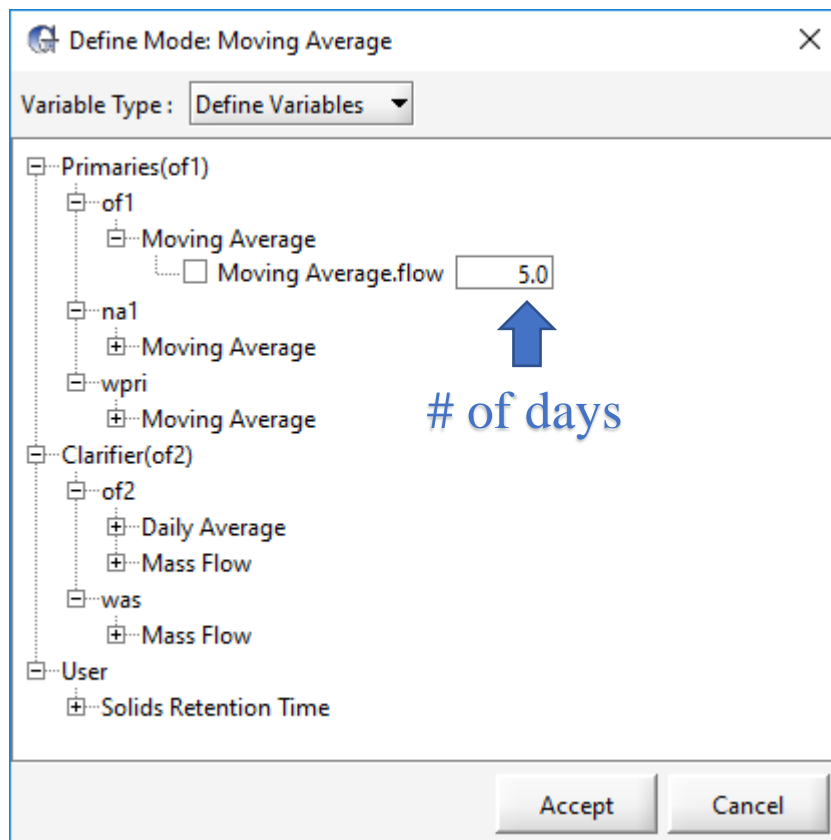 Define Mode: Moving Average
Variable Type : Define Variables
Primaries(of1)
of1
Moving Average
Moving Average.flow 5.0
na1
Moving Average
wpri
Moving Average
# of days
Clarifier(of2)
of2
Daily Average
Mass Flow
was
Mass Flow
User
Solids Retention Time
Accept Cancel